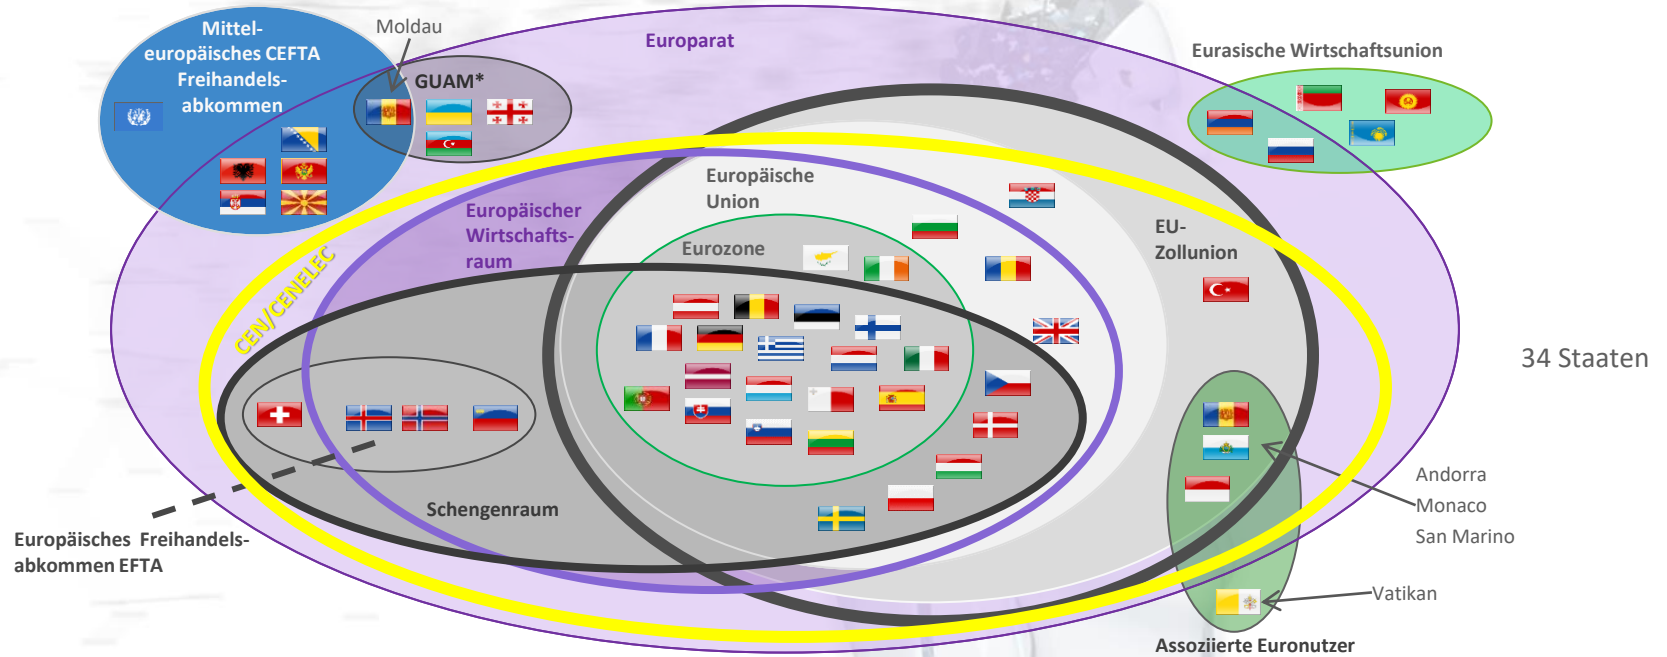 Mittel-
europäisches CEFTA
Freihandels-
abkommen
Moldau
GUAM*
Europarat
Eurasische Wirtschaftsunion
Europäische
Union
Europäischer
Wirtschafts-
raum
Eurozone
EU-
Zollunion
CEN/CENELEC
34 Staaten
Schengenraum
Europäisches Freihandels-
abkommen EFTA
Andorra
Monaco
San Marino
Vatikan
Assoziierte Euronutzer